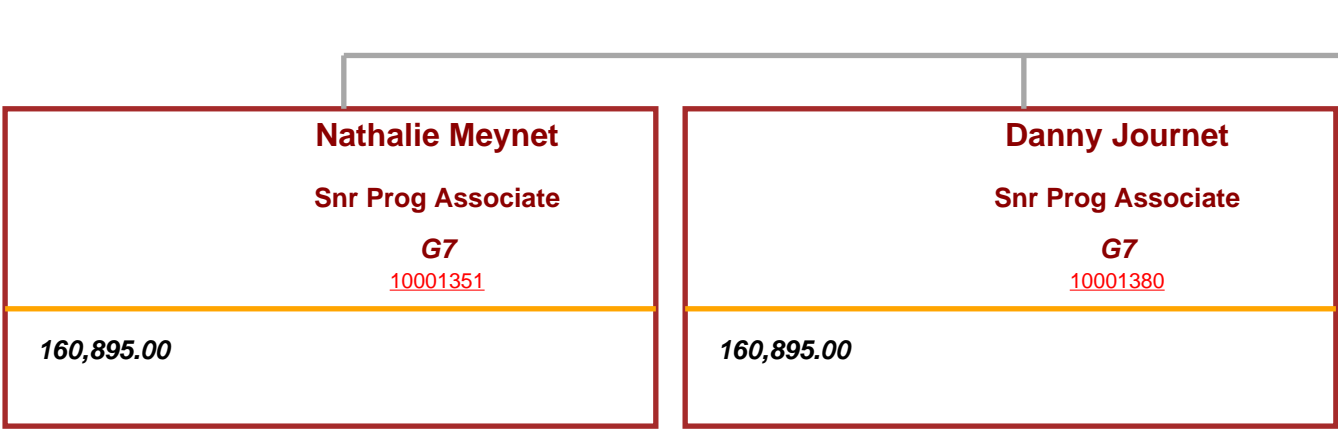 Nathalie Meynet
Snr Prog Associate
G7
10001351
160,895.00
Danny Journet
Snr Prog Associate
G7
10001380
160,895.00